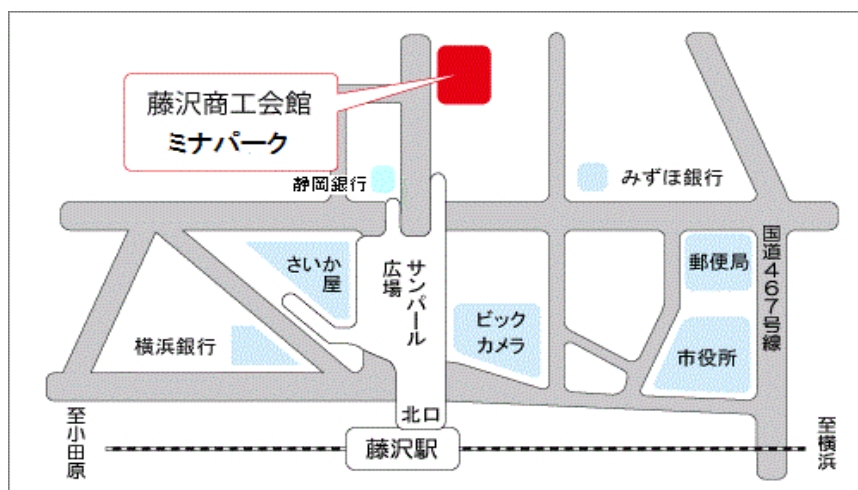 藤沢商工会館
ミナパーク
静岡銀行
みずほ銀行
さいか
屋
サンパール
広場
ビック
カメラ
郵便局
国道467号線
横浜銀行
市役所
北口
至小田原
藤沢駅
至横浜